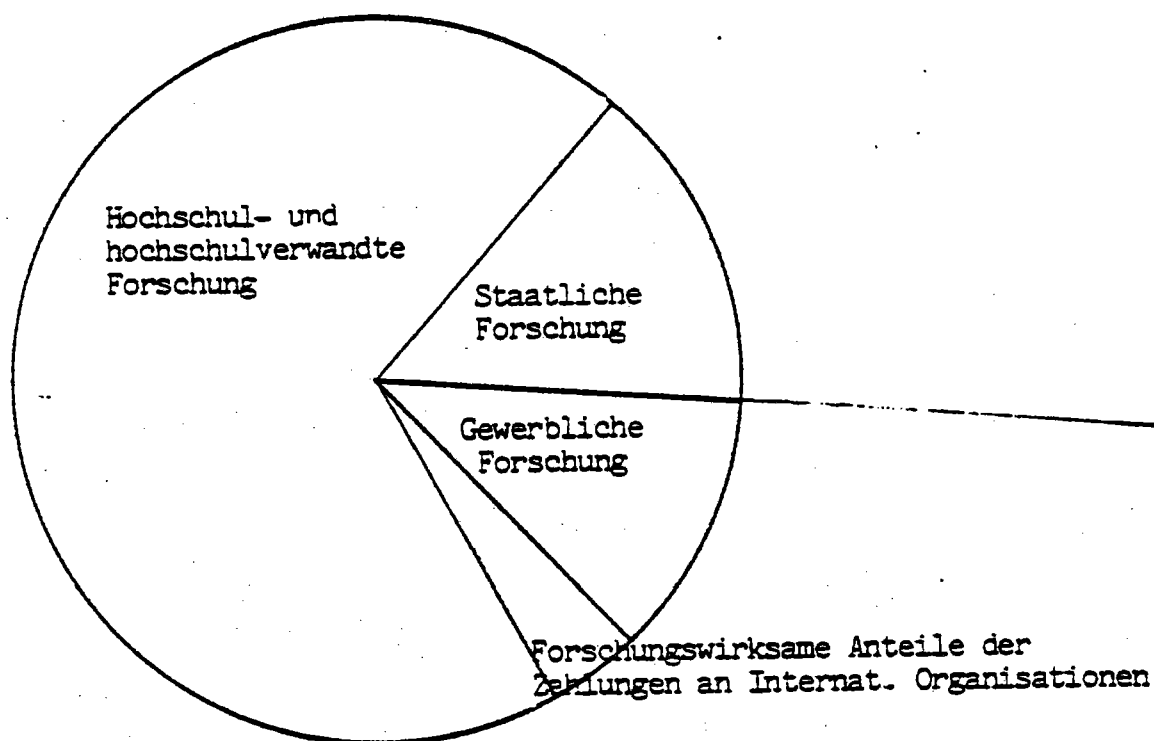 Hochschul- und
hochschulverwandte
Forschung
Staatliche
Forschung
Gewerbliche
Forschung
Forschungswirksame Anteile der
Zahlungen an Internat. Organisationen